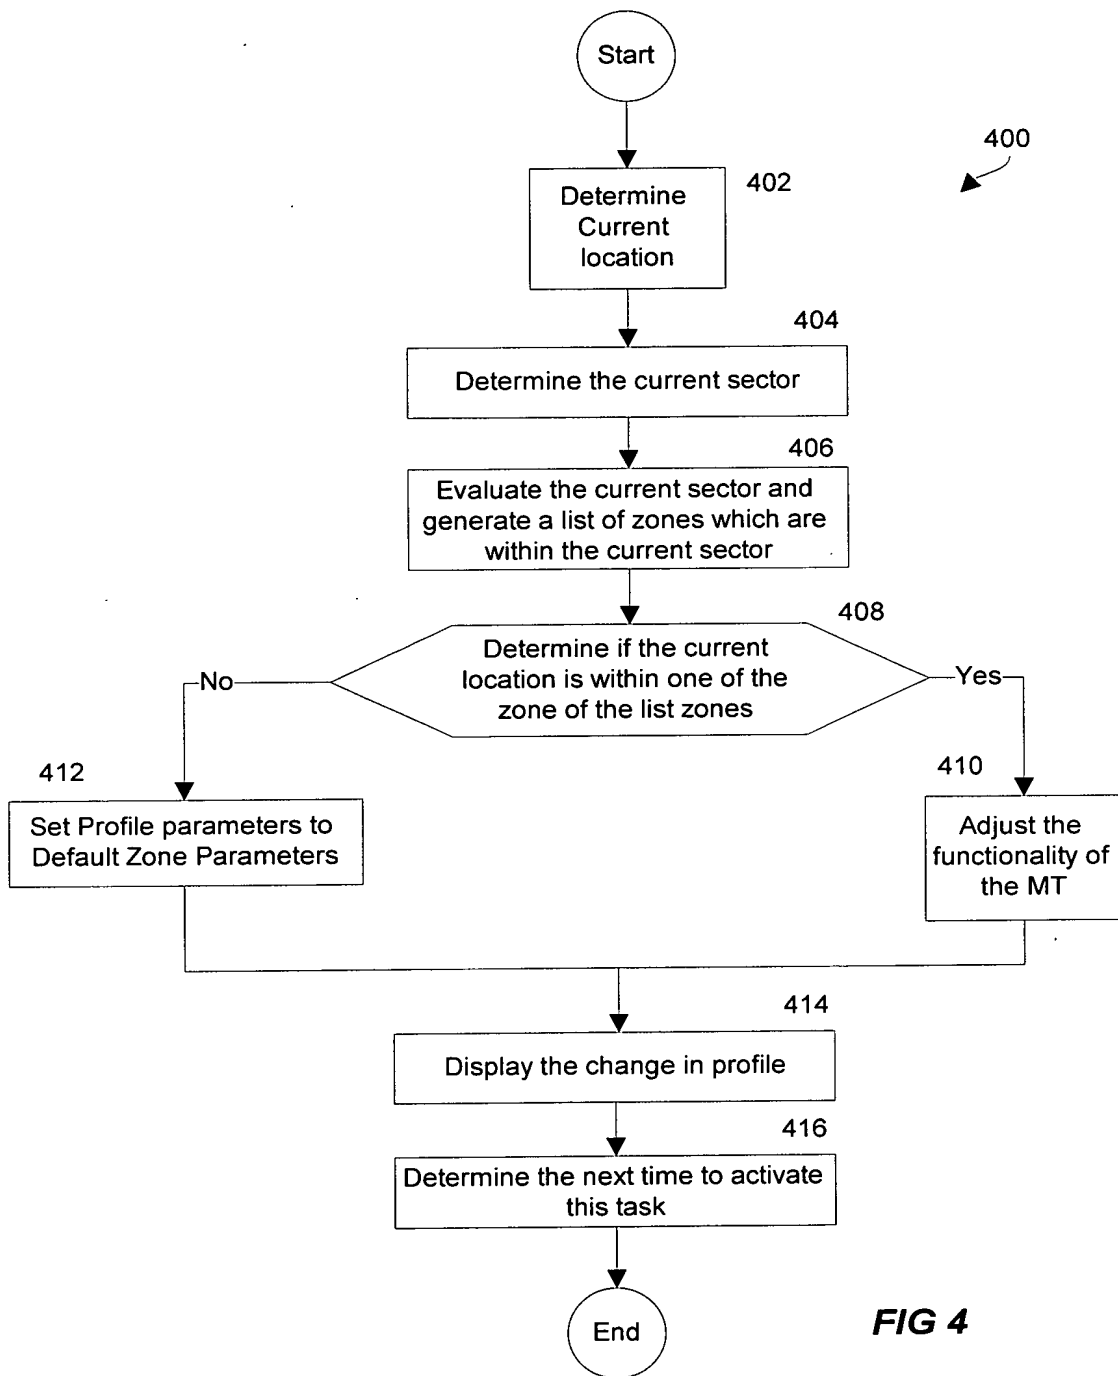 Start
400
402
Determine
Current
location
404
Determine the current sector
406
Evaluate the current sector and
generate a list of zones which are
within the current sector
408
Determine if the current
location is within one of the
zone of the list zones
No
Yes
412
410
Set Profile parameters to
Default Zone Parameters
Adjust the
functionality of
the MT
414
Display the change in profile
416
Determine the next time to activate
this task
End
FIG 4